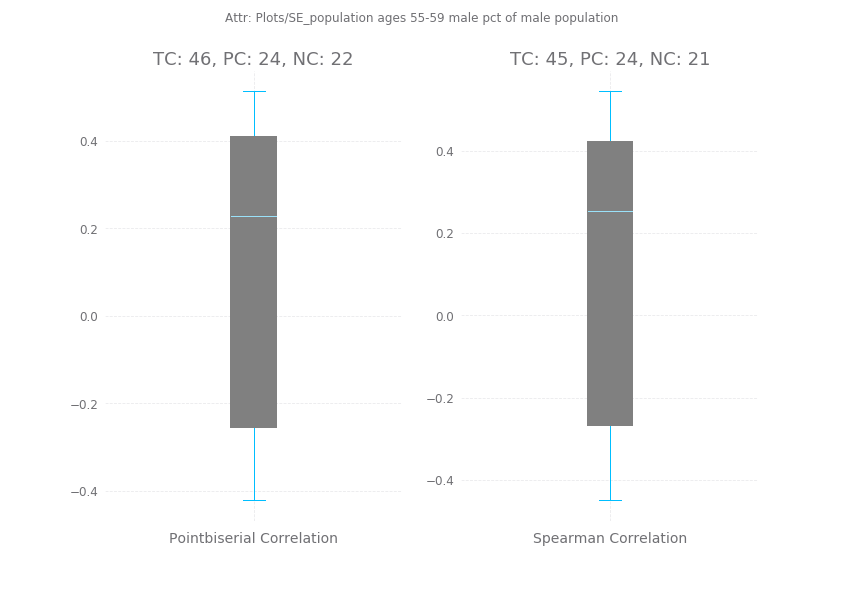 Attr: Plots/SE_population ages 55-59 male pct of male population
TC: 46, PC: 24, NC: 22
TC: 45, PC: 24, NC: 21
0.4
0.2
0.0
−0.2
−0.4
0.4
0.2
0.0
−0.2
−0.4
Pointbiserial Correlation
Spearman Correlation